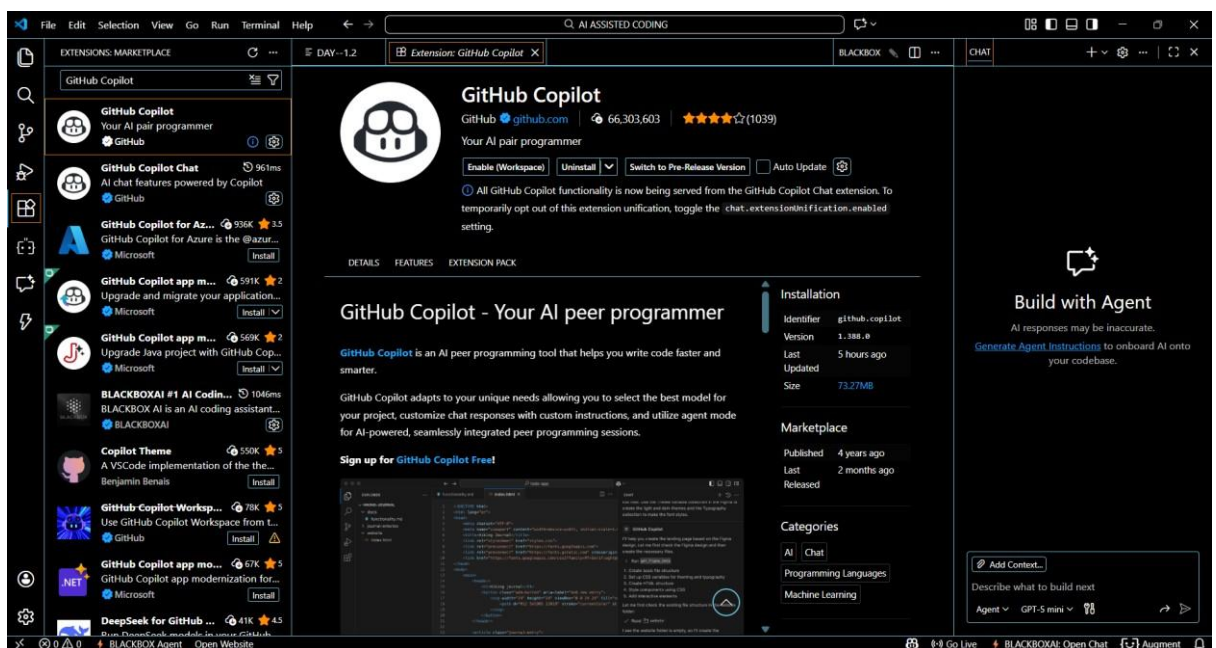 File Edit Selection View Go Run Terminal Help
AI ASSISTED CODING
EXTENSIONS: MARKETPLACE
GitHub Copilot
GitHub Copilot
Your AI pair programmer
GitHub
GitHub Copilot Chat 961ms
AI chat features powered by Copilot
GitHub
GitHub Copilot for Az... 936K 3.5
GitHub Copilot for Azure is the @azur...
Microsoft Install
GitHub Copilot app m... 591K 2
Upgrade and migrate your application...
Microsoft Install
GitHub Copilot app m... 569K 2
Upgrade Java project with GitHub Cop...
Microsoft Install
BLACKBOXAI #1 AI Codin... 1046ms
BLACKBOX AI is an AI coding assistant...
BLACKBOXAI
Copilot Theme 550K 5
A VSCode implementation of the the...
Benjamin Benais Install
GitHub Copilot Worksp... 78K 5
Use GitHub Copilot Workspace from t...
GitHub Install
.NET
GitHub Copilot app mo... 67K 5
GitHub Copilot app modernization for...
Microsoft Install
DeepSeek for GitHub ... 41K 4.5
Run DeepSeek models in your GitHub
DAY--1.2 Extension: GitHub Copilot BLACKBOX
GitHub Copilot
GitHub github.com 66,303,603 (1039)
Your AI pair programmer
Enable (Workspace) Uninstall Switch to Pre-Release Version Auto Update
All GitHub Copilot functionality is now being served from the GitHub Copilot Chat extension. To
temporarily opt out of this extension unification, toggle the chat.extensionUnification.enabled
setting.
DETAILS FEATURES EXTENSION PACK
GitHub Copilot - Your AI peer programmer
GitHub Copilot is an AI peer programming tool that helps you write code faster and
smarter.
GitHub Copilot adapts to your unique needs allowing you to select the best model for
your project, customize chat responses with custom instructions, and utilize agent mode
for AI-powered, seamlessly integrated peer programming sessions.
Sign up for GitHub Copilot Free!
Installation
Identifier github.copilot
Version 1.388.0
Last Updated 5 hours ago
Size 73.27MB
Marketplace
Published 4 years ago
Last Released 2 months ago
Categories
AI Chat
Programming Languages
Machine Learning
CHAT
Build with Agent
AI responses may be inaccurate.
Generate Agent Instructions to onboard AI onto
your codebase.
Add Context...
Describe what to build next
Agent GPT-5 mini
0 0 BLACKBOX Agent Open Website Go Live BLACKBOXAI: Open Chat Augment